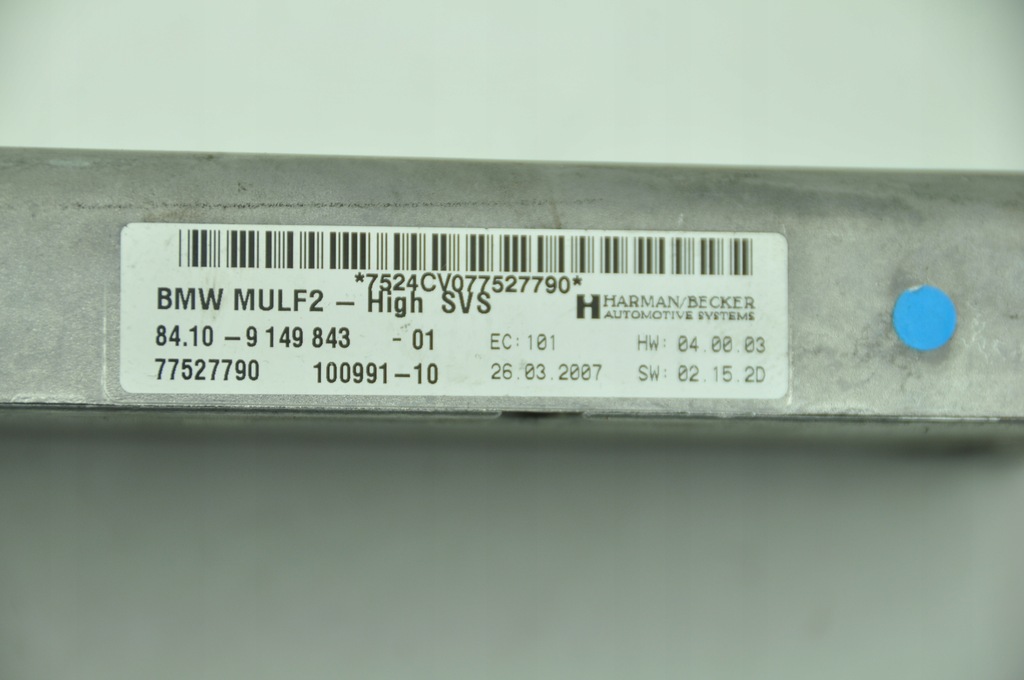 *7524CV077527790*
BMW MULF2 - High SVS
HARMAN/BECKER
AUTOMOTIVE SYSTEMS
84.10 - 9 149 843 - 01 EC: 101 HW: 04.00.03
77527790 100991-10 26.03.2007 SW: 02.15.2D